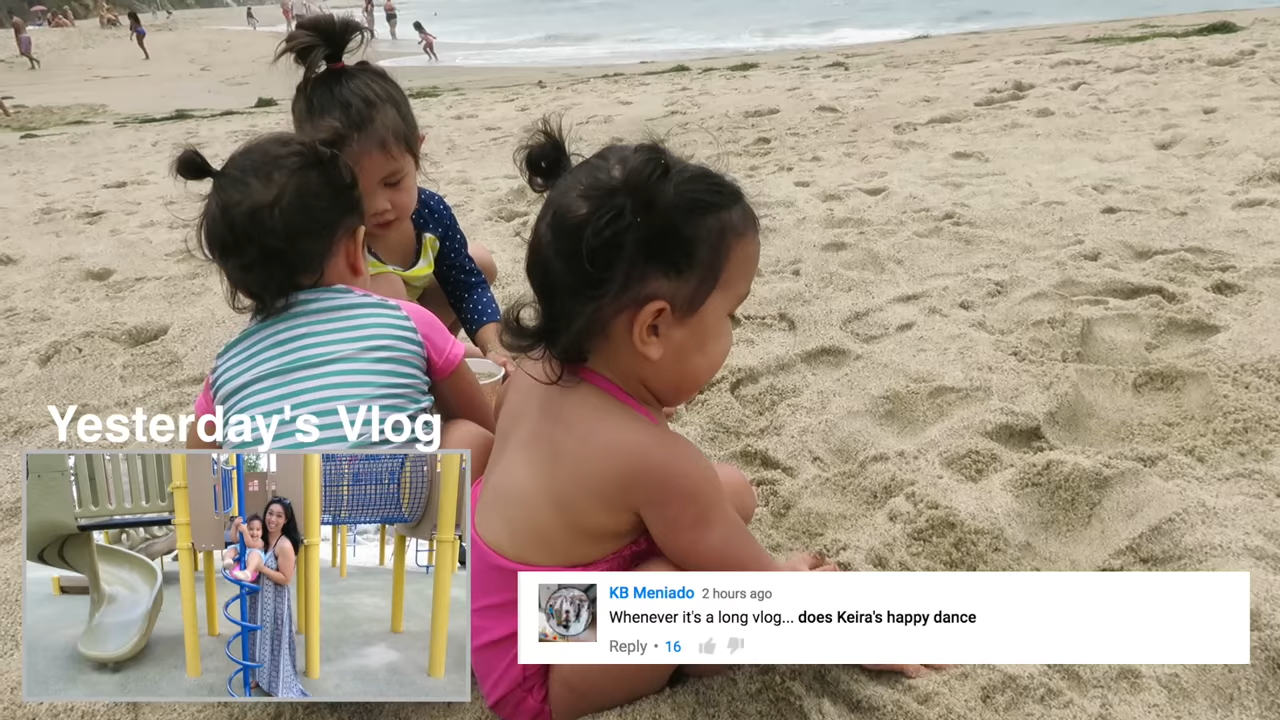 Yesterday's Vlog
KB Meniado 2 hours ago
Whenever it's a long vlog... does Keira's happy dance
Reply • 16